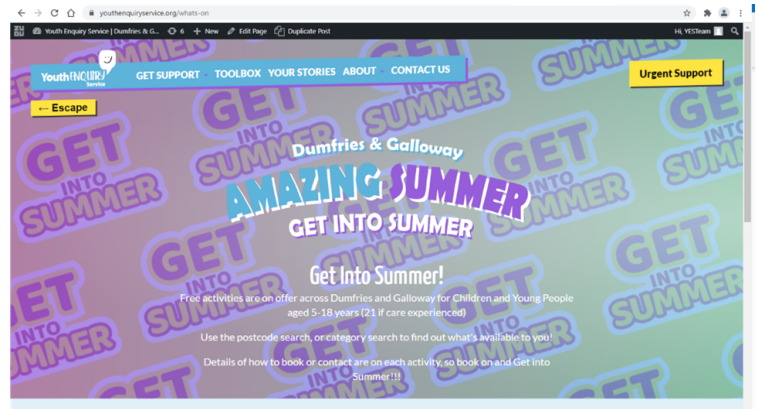 youthenquiryservice.org/whats-on
Youth Enquiry Service | Dumfries & G... 6 + New Edit Page Duplicate Post Hi, YESTeam
Youth ENQUIRY Service
GET SUPPORT TOOLBOX YOUR STORIES ABOUT CONTACT US
Urgent Support
← Escape
Dumfries & Galloway
AMAZING SUMMER
GET INTO SUMMER
Get Into Summer!
Free activities are on offer across Dumfries and Galloway for Children and Young People
aged 5-18 years (21 if care experienced)
Use the postcode search, or category search to find out what's available to you!
Details of how to book or contact are on each activity, so book on and Get into
Summer!!!
GET
INTO
SUMMER